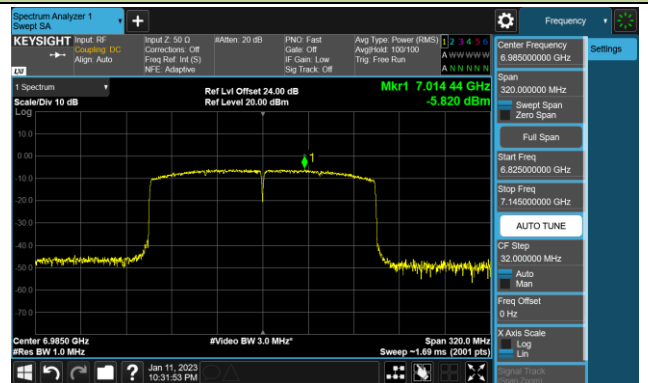 Spectrum Analyzer 1
Swept SA
Frequency
KEYSIGHT
Input: RF
Coupling: DC
Align: Auto
Input Z: 50 Ω
Corrections: Off
Freq Ref: Int (S)
NFE: Adaptive
#Atten: 20 dB
PNO: Fast
Gate: Off
IF Gain: Low
Sig Track: Off
Avg Type: Power (RMS)
Avg|Hold: 100/100
Trig: Free Run
1 2 3 4 5 6
A W W W W W
A N N N N N
LXI
1 Spectrum
Scale/Div 10 dB
Ref Lvl Offset 24.00 dB
Ref Level 20.00 dBm
Mkr1 7.014 44 GHz
-5.820 dBm
Log
10.0
0.00
-10.0
-20.0
-30.0
-40.0
-50.0
-60.0
-70.0
1
Center 6.9850 GHz
#Res BW 1.0 MHz
#Video BW 3.0 MHz*
Span 320.0 MHz
Sweep ~1.69 ms (2001 pts)
Jan 11, 2023
10:31:53 PM
Center Frequency
6.985000000 GHz
Settings
Span
320.000000 MHz
Swept Span
Zero Span
Full Span
Start Freq
6.825000000 GHz
Stop Freq
7.145000000 GHz
AUTO TUNE
CF Step
32.000000 MHz
Auto
Man
Freq Offset
0 Hz
X Axis Scale
Log
Lin
Signal Track